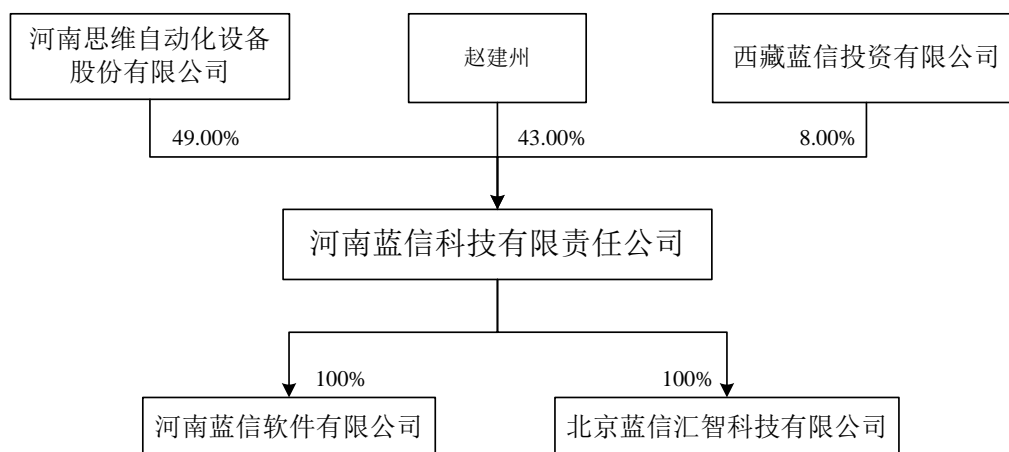 河南思维自动化设备
股份有限公司
赵建州
西藏蓝信投资有限公司
49.00%
43.00%
8.00%
河南蓝信科技有限责任公司
100%
100%
河南蓝信软件有限公司
北京蓝信汇智科技有限公司